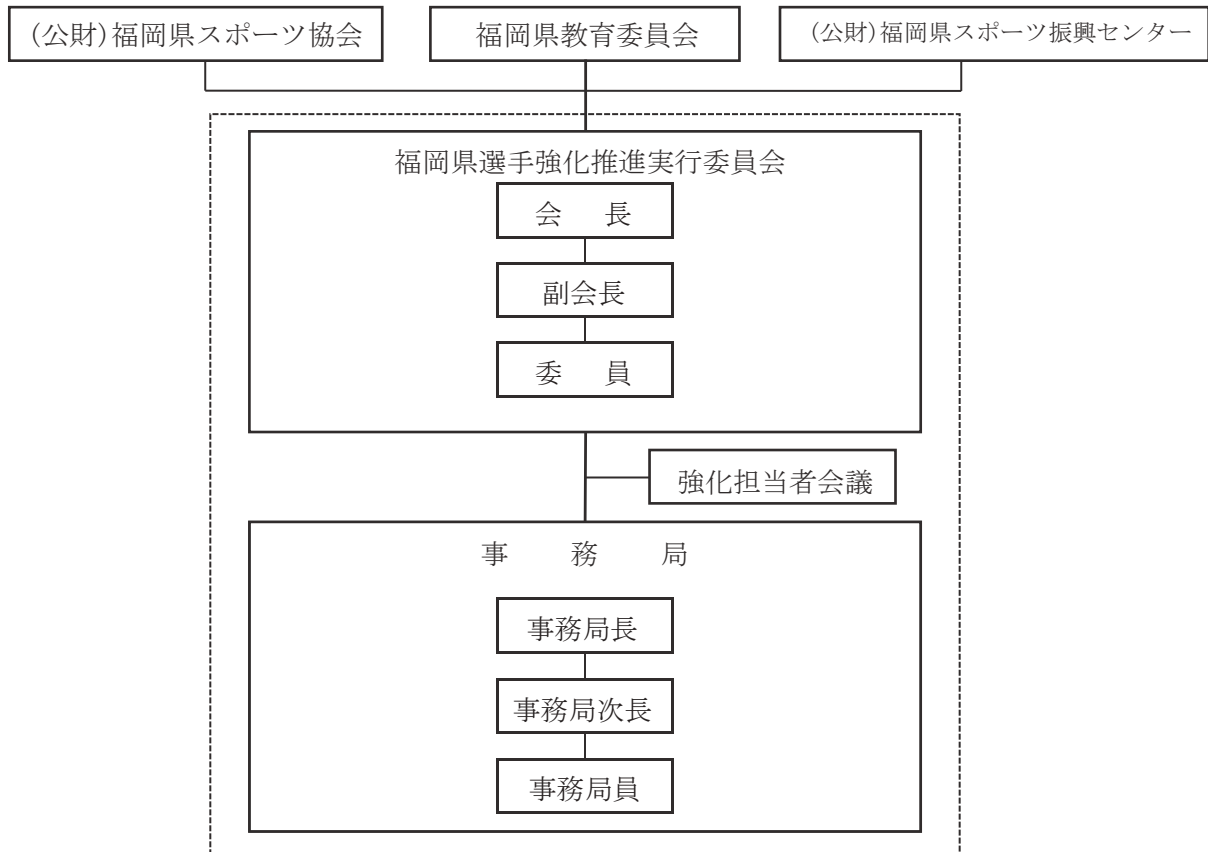 (公財)福岡県スポーツ協会
福岡県教育委員会
(公財)福岡県スポーツ振興センター
福岡県選手強化推進実行委員会
会　長
副会長
委　員
強化担当者会議
事　務　局
事務局長
事務局次長
事務局員